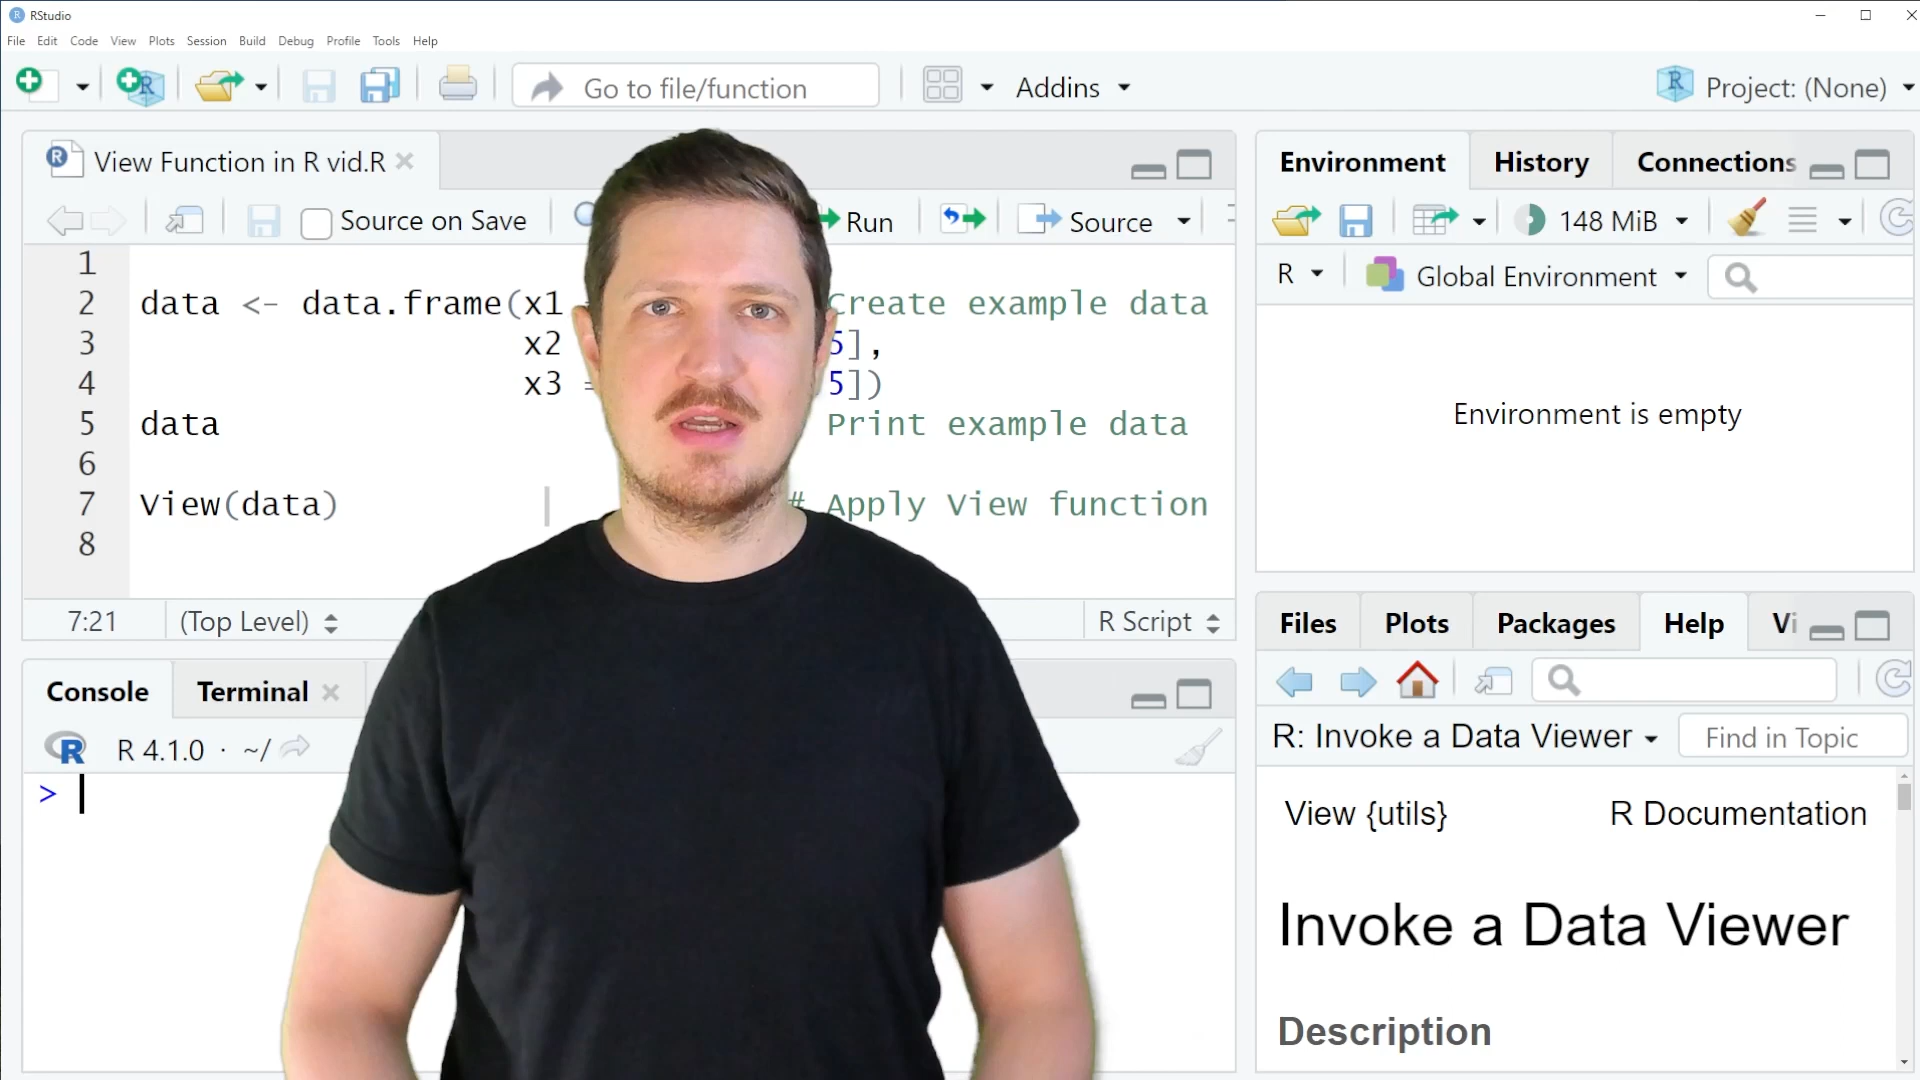 RStudio
File Edit Code View Plots Session Build Debug Profile Tools Help
Go to file/function
Addins
Project: (None)
View Function in R vid.R
Source on Save
Run
Source
1
2 data <- data.frame(x1 Create example data
3 x2 5],
4 x3 = 5])
5 data Print example data
6
7 View(data) # Apply View function
8
7:21 (Top Level) R Script
Console Terminal
R 4.1.0 · ~/
>
Environment History Connections
148 MiB
R Global Environment
Environment is empty
Files Plots Packages Help Vi
R: Invoke a Data Viewer Find in Topic
View {utils} R Documentation
Invoke a Data Viewer
Description